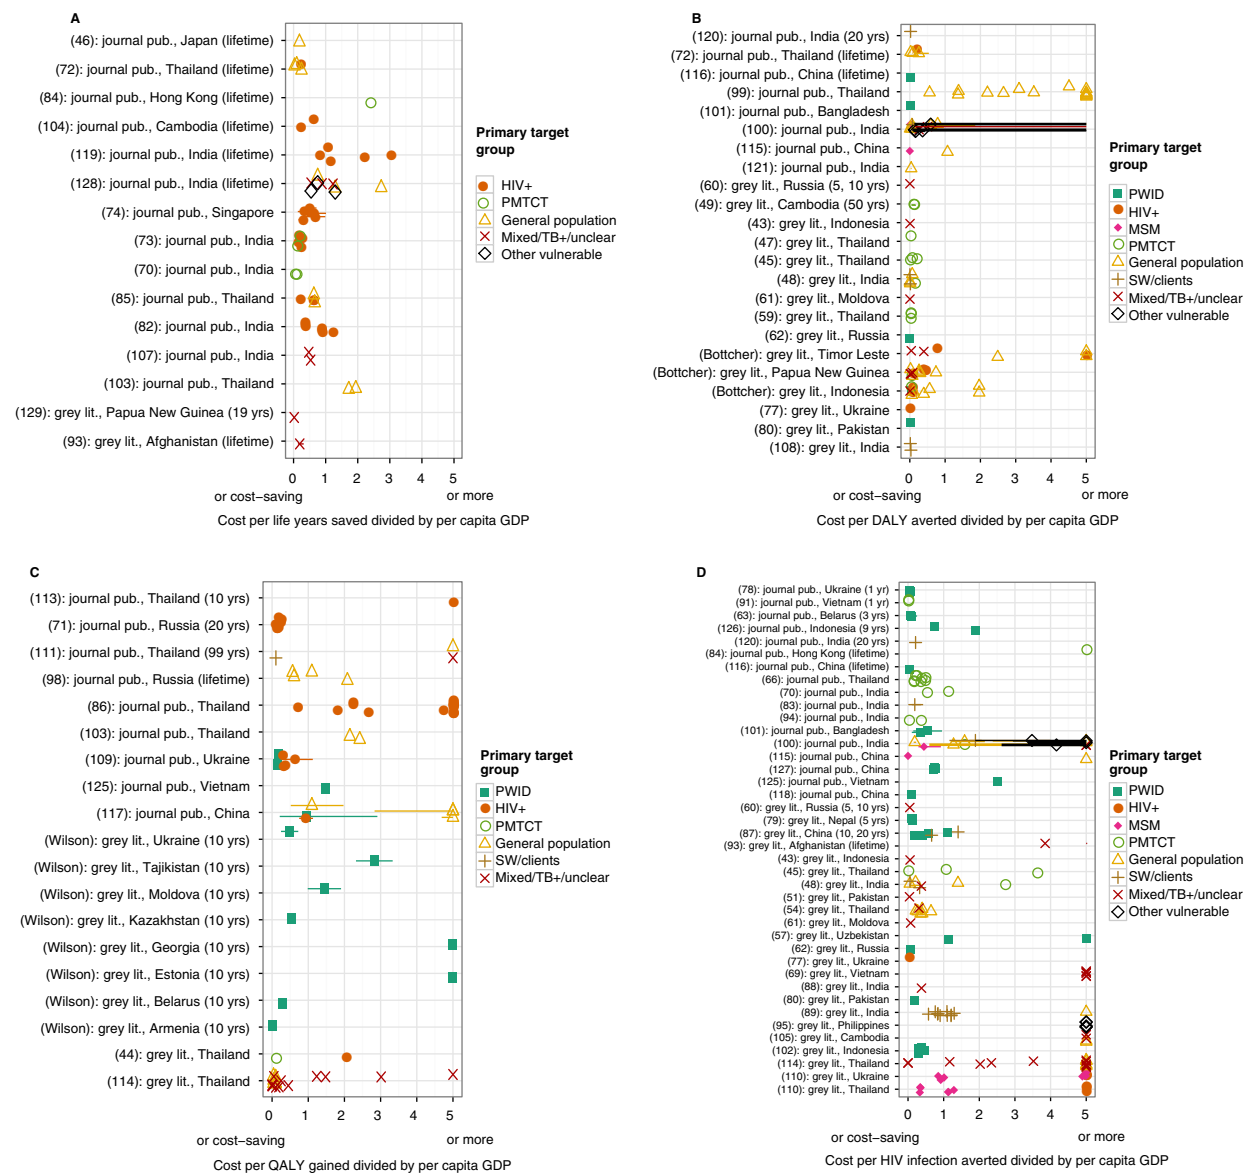 A
(46): journal pub., Japan (lifetime)
(72): journal pub., Thailand (lifetime)
(84): journal pub., Hong Kong (lifetime)
(104): journal pub., Cambodia (lifetime)
(119): journal pub., India (lifetime)
(128): journal pub., India (lifetime)
(74): journal pub., Singapore
(73): journal pub., India
(70): journal pub., India
(85): journal pub., Thailand
(82): journal pub., India
(107): journal pub., India
(103): journal pub., Thailand
(129): grey lit., Papua New Guinea (19 yrs)
(93): grey lit., Afghanistan (lifetime)
0 1 2 3 4 5
or cost−saving or more
Cost per life years saved divided by per capita GDP
Primary target
group
HIV+
PMTCT
General population
Mixed/TB+/unclear
Other vulnerable
B
(120): journal pub., India (20 yrs)
(72): journal pub., Thailand (lifetime)
(116): journal pub., China (lifetime)
(99): journal pub., Thailand
(101): journal pub., Bangladesh
(100): journal pub., India
(115): journal pub., China
(121): journal pub., India
(60): grey lit., Russia (5, 10 yrs)
(49): grey lit., Cambodia (50 yrs)
(43): grey lit., Indonesia
(47): grey lit., Thailand
(45): grey lit., Thailand
(48): grey lit., India
(61): grey lit., Moldova
(59): grey lit., Thailand
(62): grey lit., Russia
(Bottcher): grey lit., Timor Leste
(Bottcher): grey lit., Papua New Guinea
(Bottcher): grey lit., Indonesia
(77): grey lit., Ukraine
(80): grey lit., Pakistan
(108): grey lit., India
0 1 2 3 4 5
or cost−saving or more
Cost per DALY averted divided by per capita GDP
Primary target
group
PWID
HIV+
MSM
PMTCT
General population
SW/clients
Mixed/TB+/unclear
Other vulnerable
C
(113): journal pub., Thailand (10 yrs)
(71): journal pub., Russia (20 yrs)
(111): journal pub., Thailand (99 yrs)
(98): journal pub., Russia (lifetime)
(86): journal pub., Thailand
(103): journal pub., Thailand
(109): journal pub., Ukraine
(125): journal pub., Vietnam
(117): journal pub., China
(Wilson): grey lit., Ukraine (10 yrs)
(Wilson): grey lit., Tajikistan (10 yrs)
(Wilson): grey lit., Moldova (10 yrs)
(Wilson): grey lit., Kazakhstan (10 yrs)
(Wilson): grey lit., Georgia (10 yrs)
(Wilson): grey lit., Estonia (10 yrs)
(Wilson): grey lit., Belarus (10 yrs)
(Wilson): grey lit., Armenia (10 yrs)
(44): grey lit., Thailand
(114): grey lit., Thailand
0 1 2 3 4 5
or cost−saving or more
Cost per QALY gained divided by per capita GDP
Primary target
group
PWID
HIV+
PMTCT
General population
SW/clients
Mixed/TB+/unclear
D
(78): journal pub., Ukraine (1 yr)
(91): journal pub., Vietnam (1 yr)
(63): journal pub., Belarus (3 yrs)
(126): journal pub., Indonesia (9 yrs)
(120): journal pub., India (20 yrs)
(84): journal pub., Hong Kong (lifetime)
(116): journal pub., China (lifetime)
(66): journal pub., Thailand
(70): journal pub., India
(83): journal pub., India
(94): journal pub., India
(101): journal pub., Bangladesh
(100): journal pub., India
(115): journal pub., China
(127): journal pub., China
(125): journal pub., Vietnam
(118): journal pub., China
(60): grey lit., Russia (5, 10 yrs)
(79): grey lit., Nepal (5 yrs)
(87): grey lit., China (10, 20 yrs)
(93): grey lit., Afghanistan (lifetime)
(43): grey lit., Indonesia
(45): grey lit., Thailand
(48): grey lit., India
(51): grey lit., Pakistan
(54): grey lit., Thailand
(61): grey lit., Moldova
(57): grey lit., Uzbekistan
(62): grey lit., Russia
(77): grey lit., Ukraine
(69): grey lit., Vietnam
(88): grey lit., India
(80): grey lit., Pakistan
(89): grey lit., India
(95): grey lit., Philippines
(105): grey lit., Cambodia
(102): grey lit., Indonesia
(114): grey lit., Thailand
(110): grey lit., Ukraine
(110): grey lit., Thailand
0 1 2 3 4 5
or cost−saving or more
Cost per HIV infection averted divided by per capita GDP
Primary target
group
PWID
HIV+
MSM
PMTCT
General population
SW/clients
Mixed/TB+/unclear
Other vulnerable